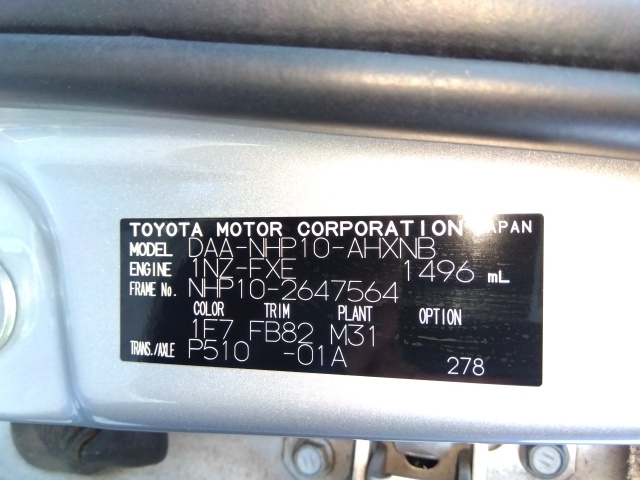 TOYOTA MOTOR CORPORATION JAPAN
MODEL DAA-NHP10-AHXNB
ENGINE 1NZ-FXE 1496 mL
FRAME No. NHP10-2647564
COLOR TRIM PLANT OPTION
1F7 FB82 M31
TRANS./AXLE P510 -01A
278